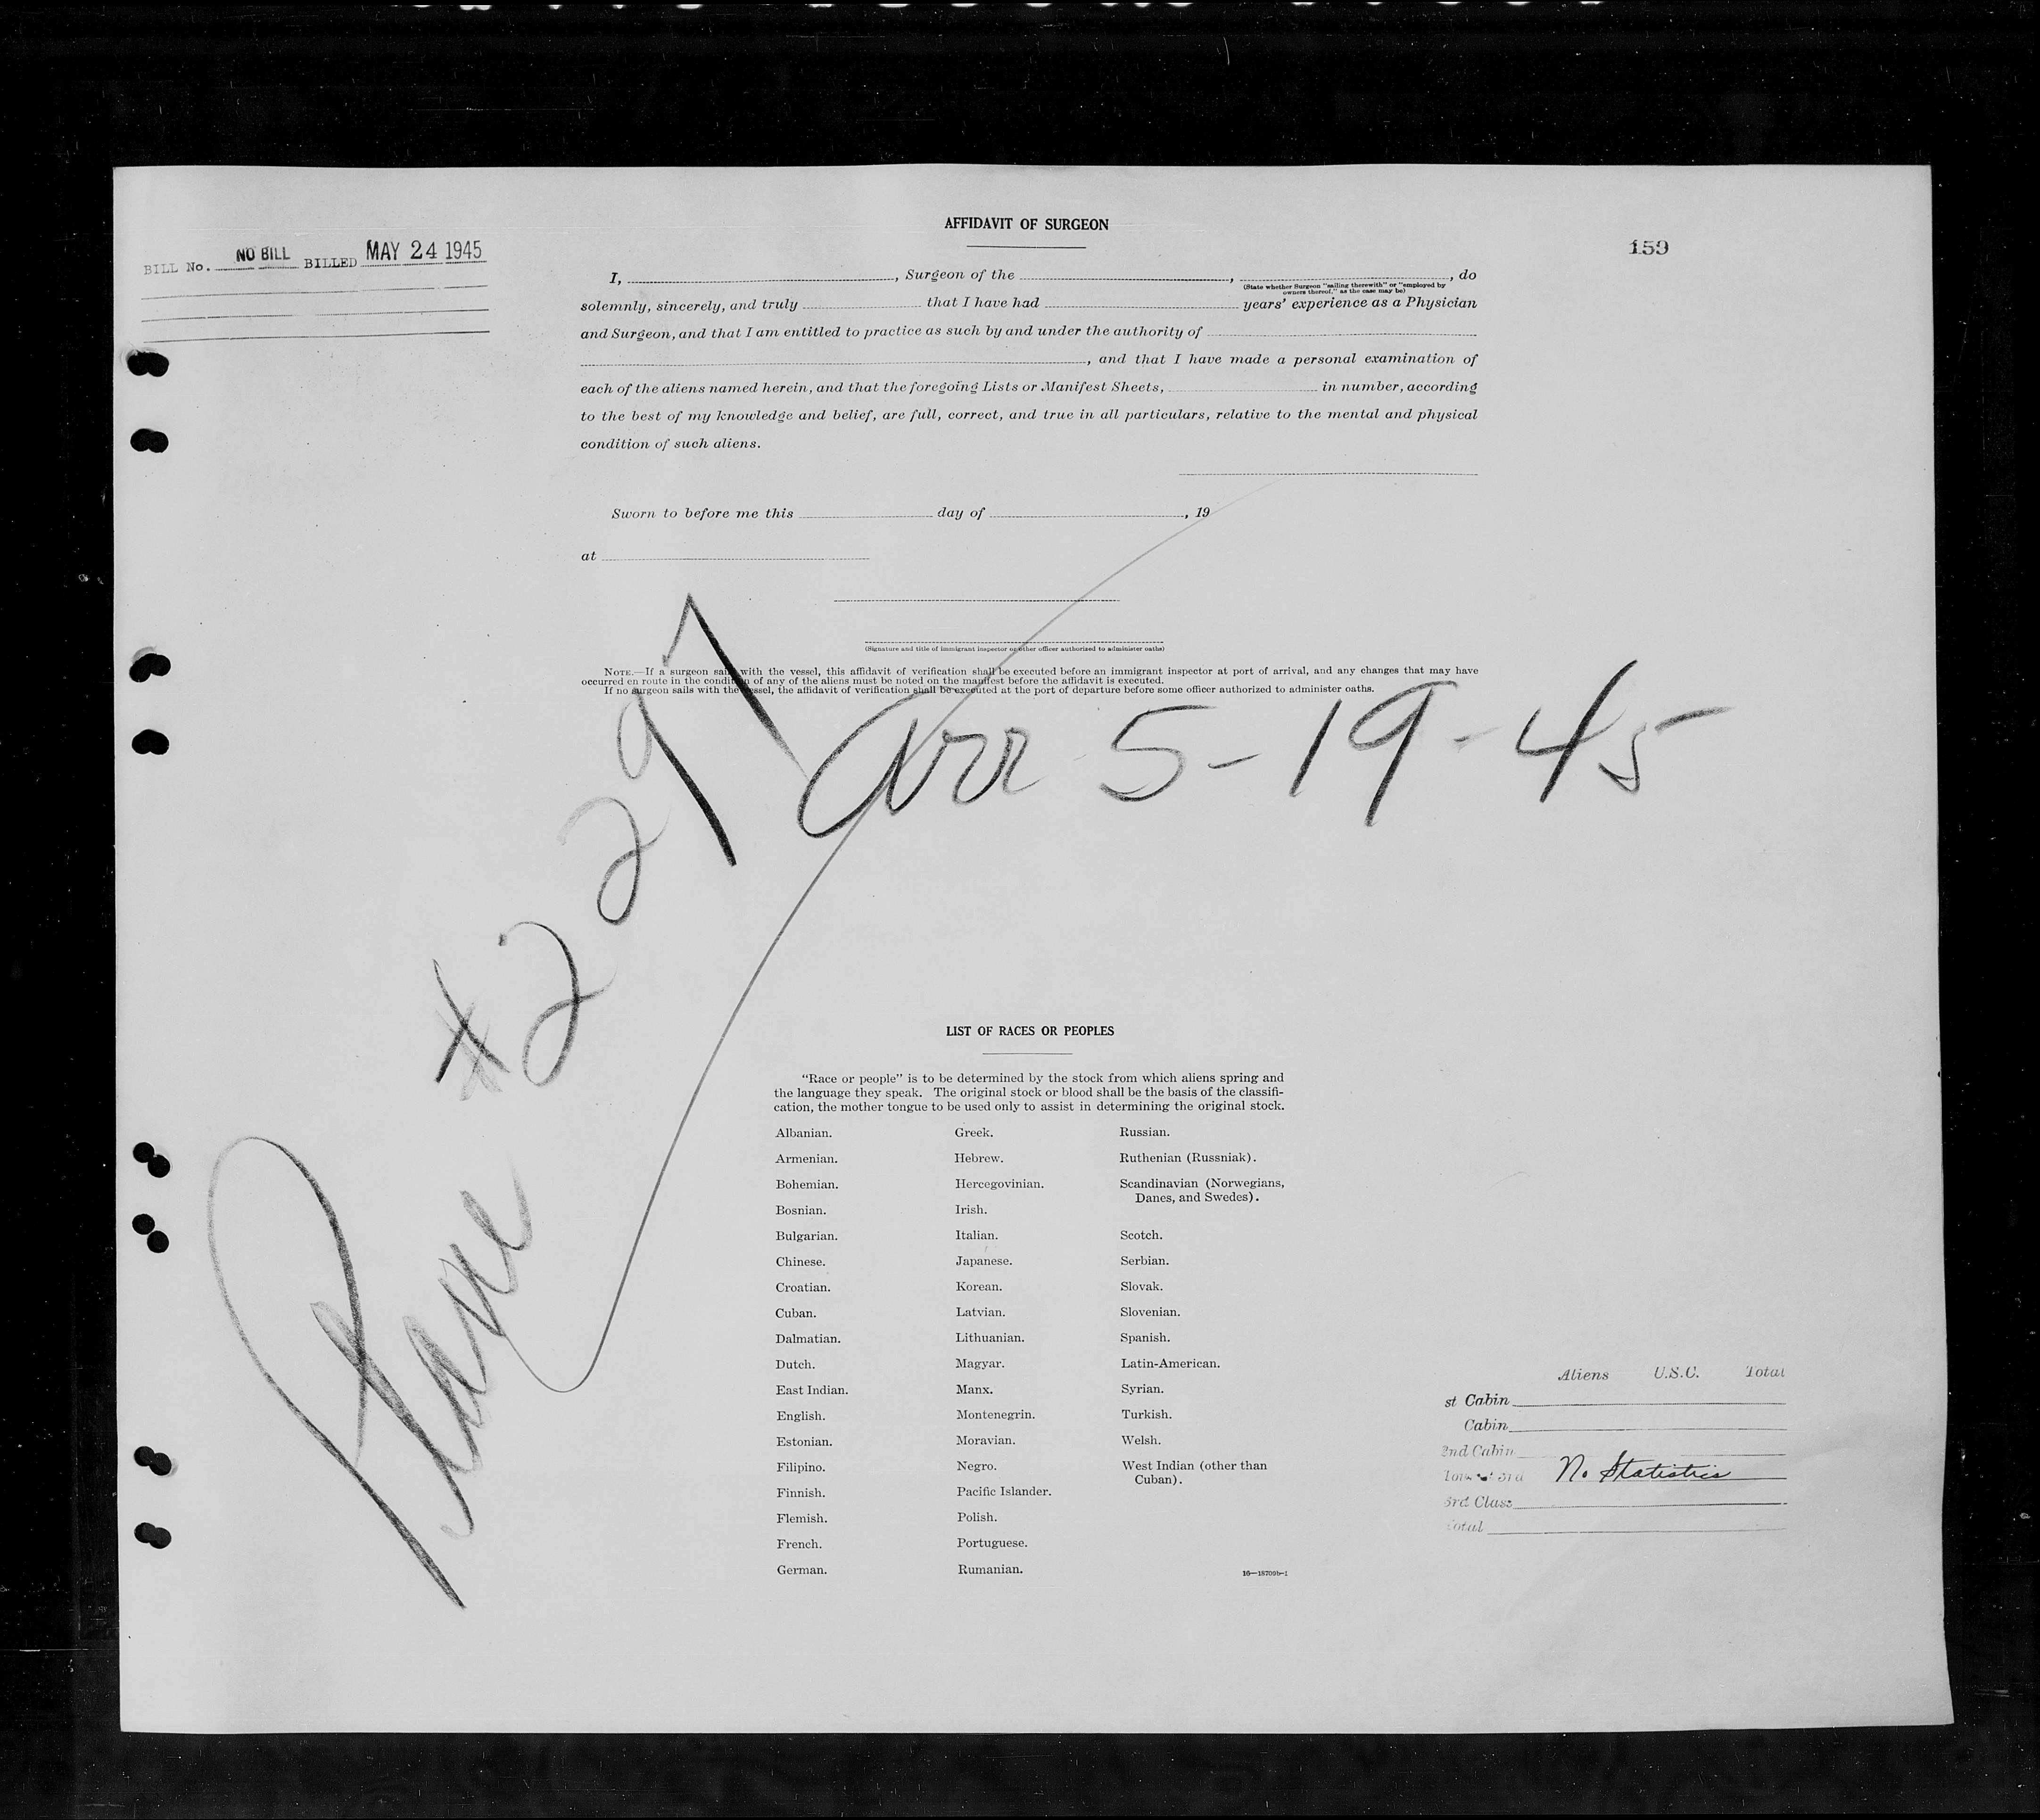 AFFIDAVIT OF SURGEON
159
BILL No. NO BILL BILLED MAY 24 1945
I, , Surgeon of the , , do
(State whether Surgeon "sailing therewith" or "employed by
owners thereof," as the case may be)
solemnly, sincerely, and truly that I have had years' experience as a Physician
and Surgeon, and that I am entitled to practice as such by and under the authority of
, and that I have made a personal examination of
each of the aliens named herein, and that the foregoing Lists or Manifest Sheets, in number, according
to the best of my knowledge and belief, are full, correct, and true in all particulars, relative to the mental and physical
condition of such aliens.
Sworn to before me this day of , 19
at
(Signature and title of immigrant inspector or other officer authorized to administer oaths)
NOTE.—If a surgeon sails with the vessel, this affidavit of verification shall be executed before an immigrant inspector at port of arrival, and any changes that may have
occurred en route in the condition of any of the aliens must be noted on the manifest before the affidavit is executed.
If no surgeon sails with the vessel, the affidavit of verification shall be executed at the port of departure before some officer authorized to administer oaths.
Plane #2297
Arr 5-19-45
LIST OF RACES OR PEOPLES
"Race or people" is to be determined by the stock from which aliens spring and
the language they speak. The original stock or blood shall be the basis of the classifi-
cation, the mother tongue to be used only to assist in determining the original stock.
Albanian.
Armenian.
Bohemian.
Bosnian.
Bulgarian.
Chinese.
Croatian.
Cuban.
Dalmatian.
Dutch.
East Indian.
English.
Estonian.
Filipino.
Finnish.
Flemish.
French.
German.
Greek.
Hebrew.
Hercegovinian.
Irish.
Italian.
Japanese.
Korean.
Latvian.
Lithuanian.
Magyar.
Manx.
Montenegrin.
Moravian.
Negro.
Pacific Islander.
Polish.
Portuguese.
Rumanian.
Russian.
Ruthenian (Russniak).
Scandinavian (Norwegians,
Danes, and Swedes).
Scotch.
Serbian.
Slovak.
Slovenian.
Spanish.
Latin-American.
Syrian.
Turkish.
Welsh.
West Indian (other than
Cuban).
16—18709b-1
Aliens U.S.C. Total
st Cabin
Cabin
2nd Cabin
No Statistics
3rd Class
Total